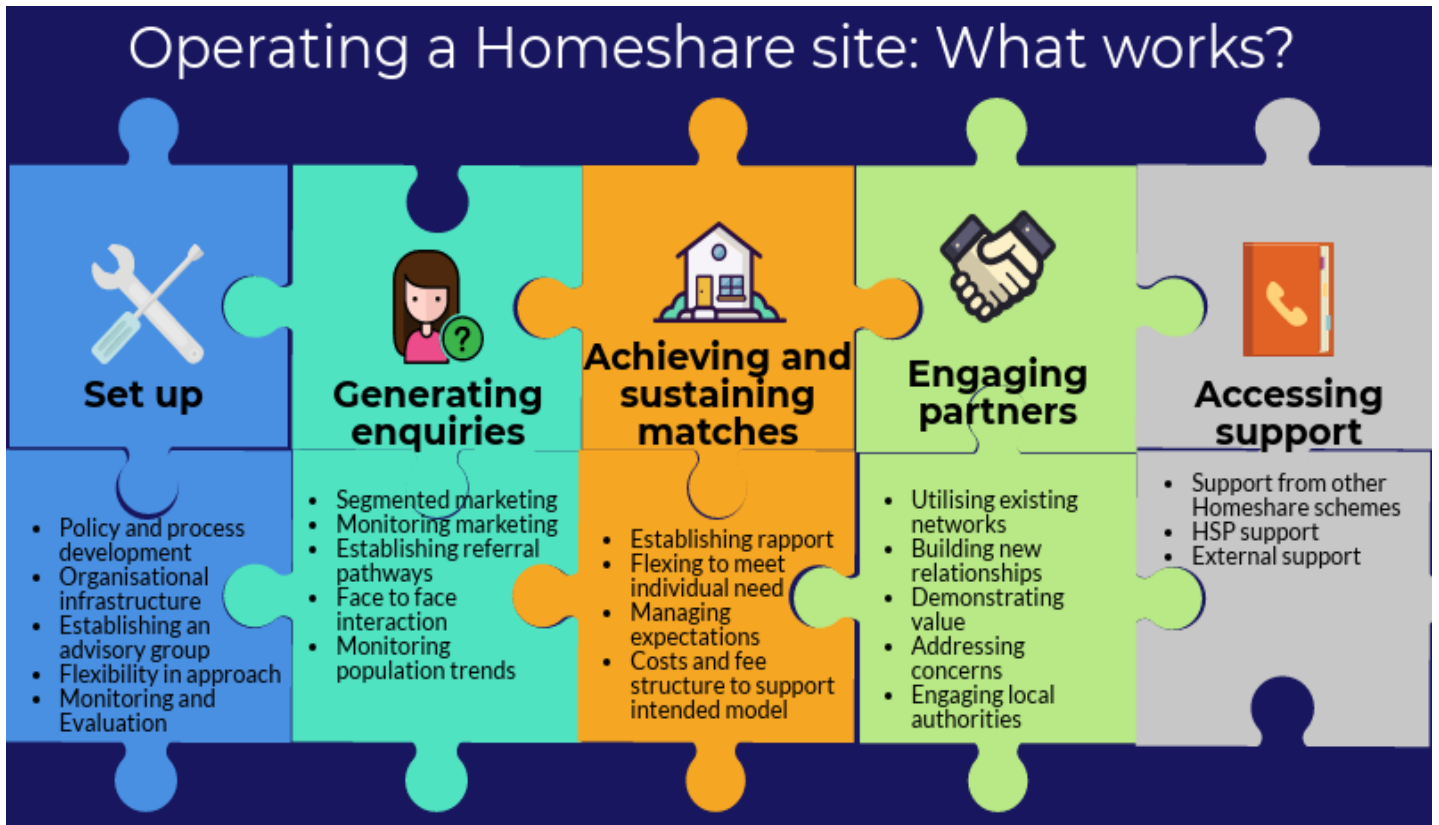 Operating a Homeshare site: What works?
Set up
• Policy and process
development
• Organisational
infrastructure
• Establishing an
advisory group
• Flexibility in approach
• Monitoring and
Evaluation
?
Generating
enquiries
• Segmented marketing
• Monitoring marketing
• Establishing referral
pathways
• Face to face
interaction
• Monitoring
population trends
Achieving and
sustaining
matches
• Establishing rapport
• Flexing to meet
individual need
• Managing
expectations
• Costs and fee
structure to support
intended model
Engaging
partners
• Utilising existing
networks
• Building new
relationships
• Demonstrating
value
• Addressing
concerns
• Engaging local
authorities
Accessing
support
• Support from other
Homeshare schemes
• HSP support
• External support